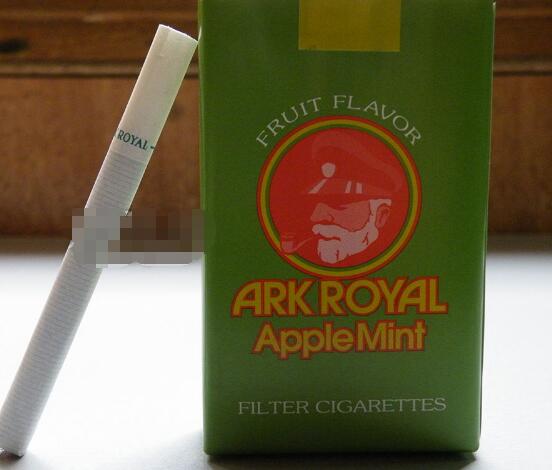 FRUIT FLAVOR
ARK ROYAL
AppleMint
FILTER CIGARETTES
ROYAL